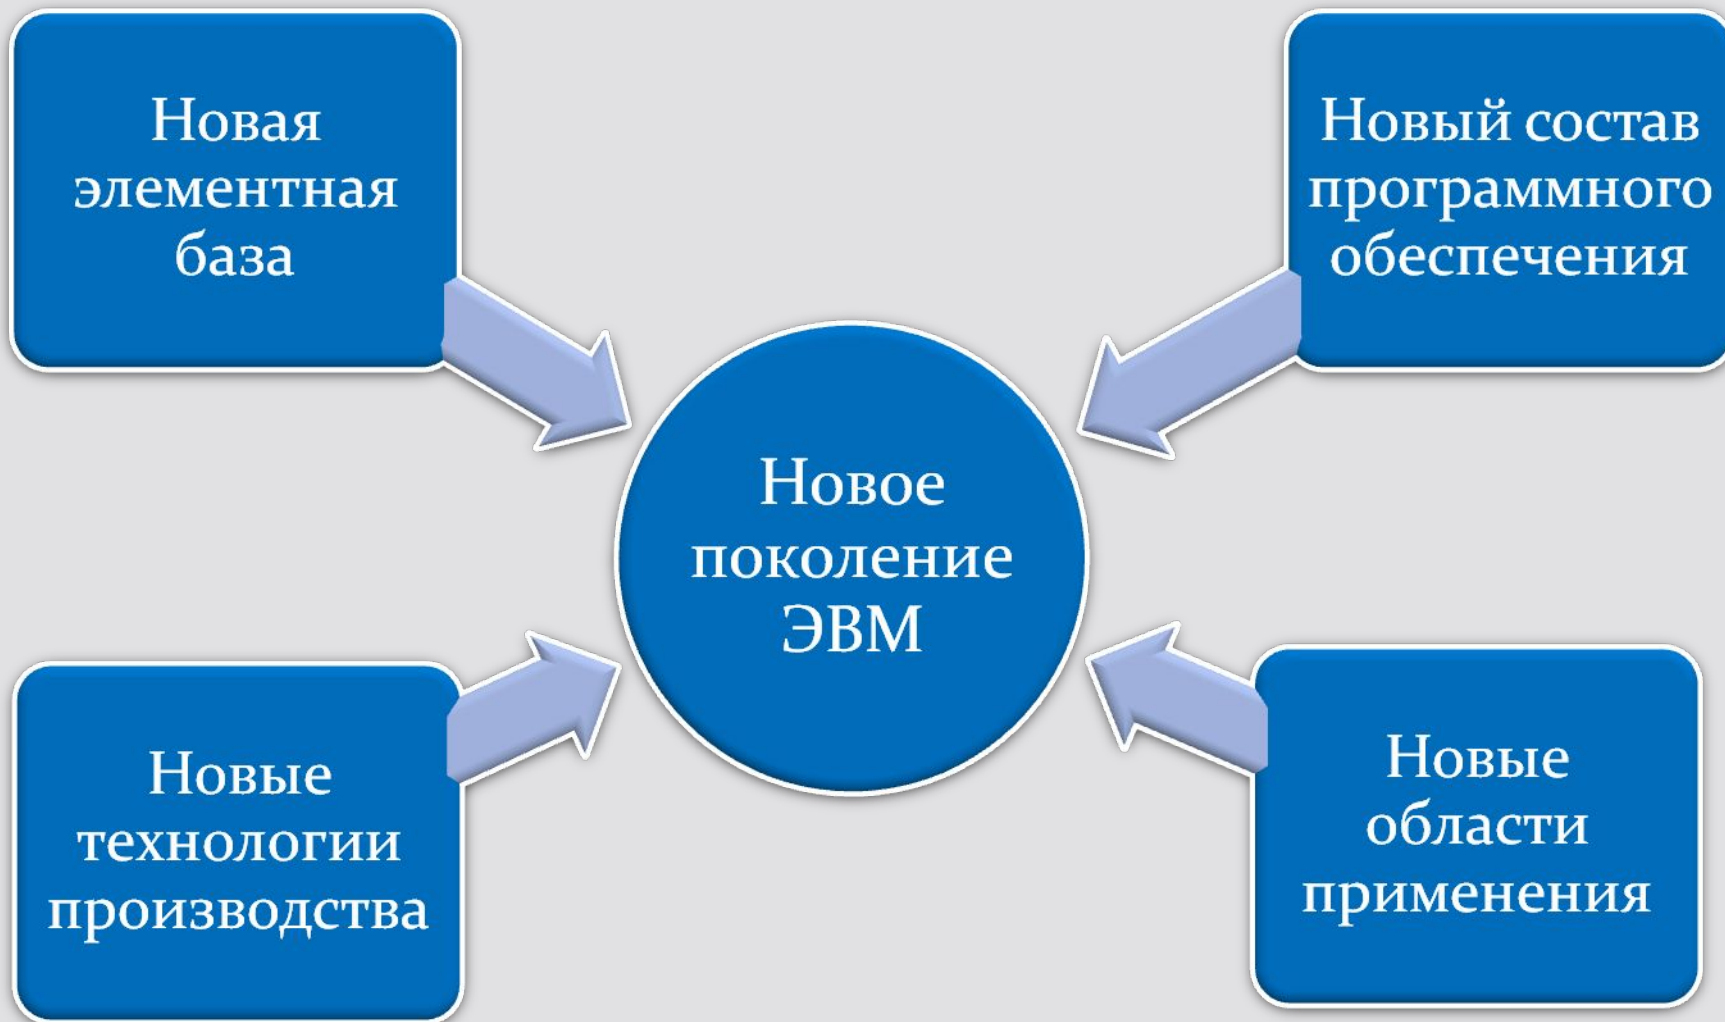 Новая
элементная
база
Новый состав
программного
обеспечения
Новое
поколение
ЭВМ
Новые
технологии
производства
Новые
области
применения